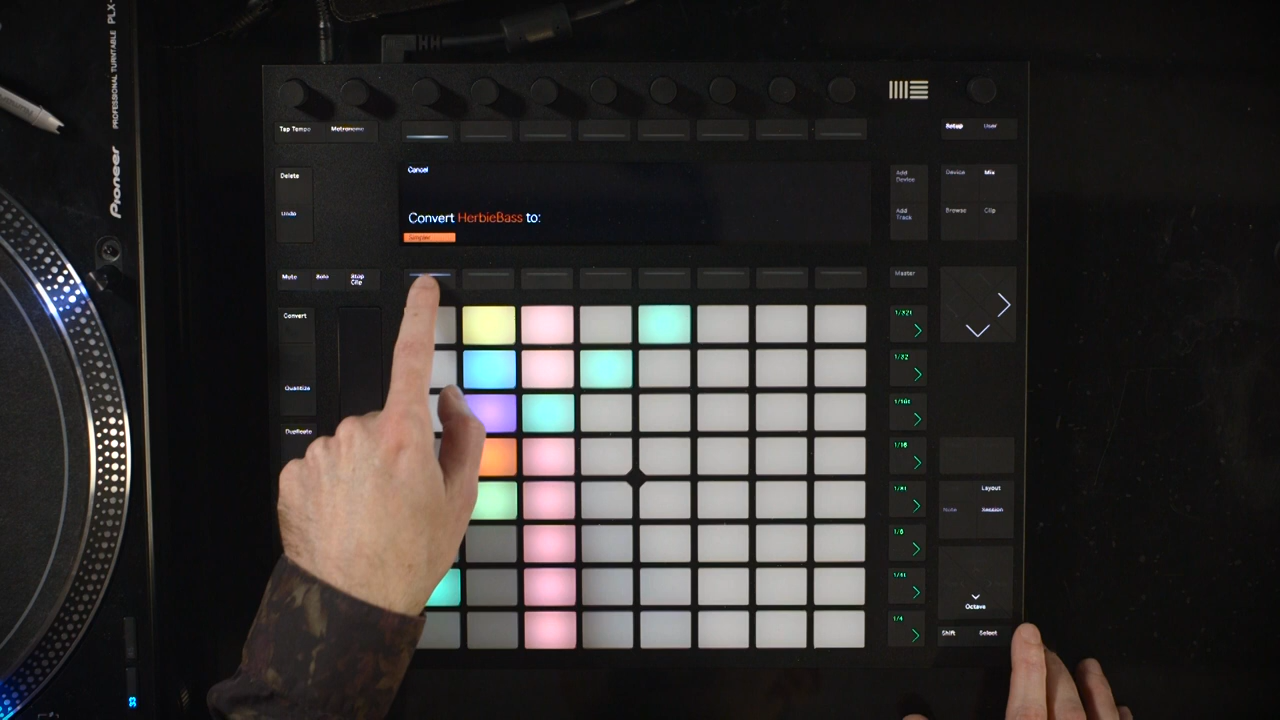 PROFESSIONAL TURNTABLE PLX-
Pioneer
Tap Tempo
Metronome
Setup
User
Delete
Undo
Cancel
Convert HerbieBass to:
Simpler
Add
Device
Add
Track
Device
Mix
Browse
Clip
Mute
Solo
Stop
Clip
Master
Convert
Quantize
Duplicate
1/32t
1/32
1/16t
1/16
1/8t
1/8
1/4t
1/4
Layout
Note
Session
Octave
Shift
Select
33